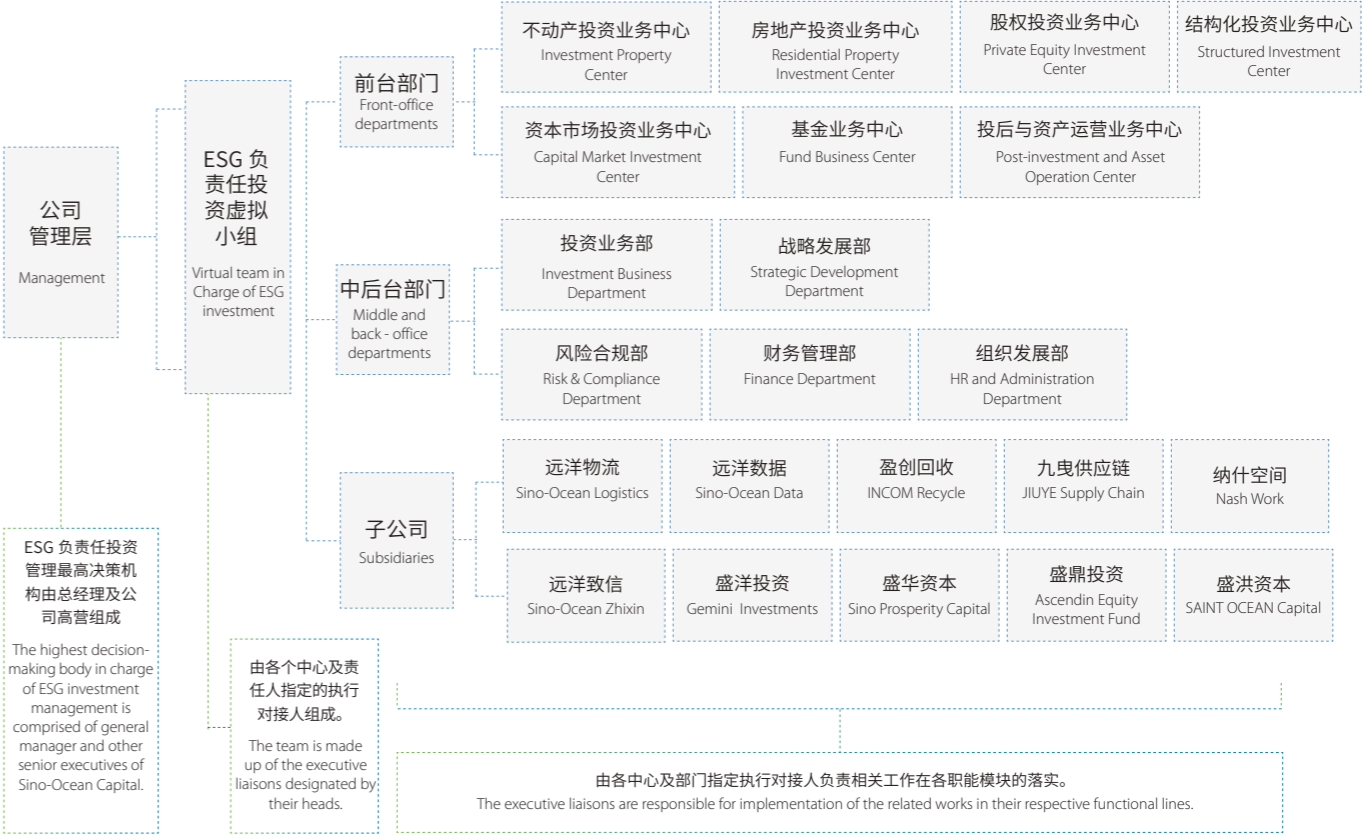 公司
管理层
Management
ESG 负责任投资
管理最高决策机
构由总经理及公
司高营组成
The highest decision-
making body in charge
of ESG investment
management is
comprised of general
manager and other
senior executives of
Sino-Ocean Capital.
ESG 负
责任投
资虚拟
小组
Virtual team in
Charge of ESG
investment
由各个中心及责
任人指定的执行
对接人组成。
The team is made
up of the executive
liaisons designated by
their heads.
前台部门
Front-office
departments
不动产投资业务中心
Investment Property
Center
房地产投资业务中心
Residential Property
Investment Center
股权投资业务中心
Private Equity Investment
Center
结构化投资业务中心
Structured Investment
Center
资本市场投资业务中心
Capital Market Investment
Center
基金业务中心
Fund Business Center
投后与资产运营业务中心
Post-investment and Asset
Operation Center
中后台部门
Middle and
back - office
departments
投资业务部
Investment Business
Department
战略发展部
Strategic Development
Department
风险合规部
Risk & Compliance
Department
财务管理部
Finance Department
组织发展部
HR and Administration
Department
子公司
Subsidiaries
远洋物流
Sino-Ocean Logistics
远洋数据
Sino-Ocean Data
盈创回收
INCOM Recycle
九曳供应链
JIUYE Supply Chain
纳什空间
Nash Work
远洋致信
Sino-Ocean Zhixin
盛洋投资
Gemini Investments
盛华资本
Sino Prosperity Capital
盛鼎投资
Ascendin Equity
Investment Fund
盛洪资本
SAINT OCEAN Capital
由各中心及部门指定执行对接人负责相关工作在各职能模块的落实。
The executive liaisons are responsible for implementation of the related works in their respective functional lines.